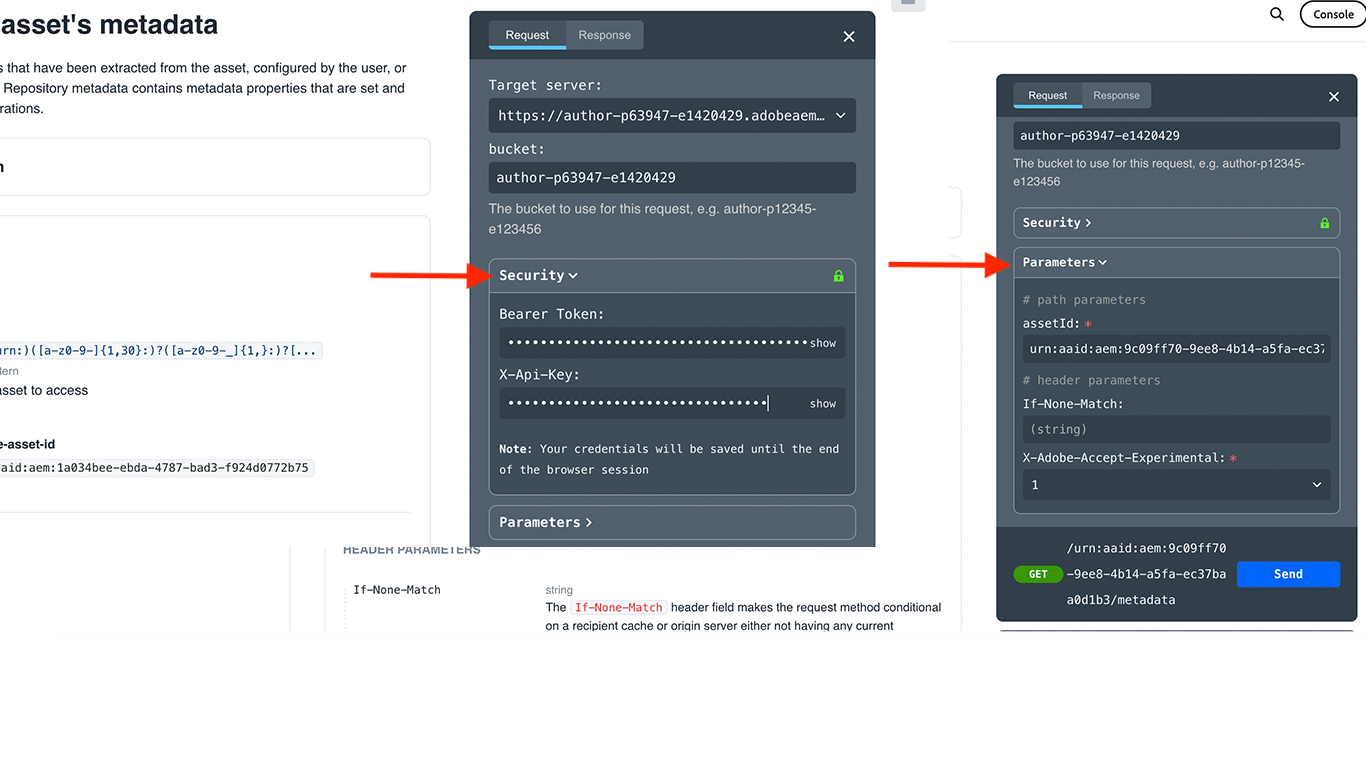 asset's metadata
s that have been extracted from the asset, configured by the user, or
Repository metadata contains metadata properties that are set and
rations.
n
urn:)([a-z0-9-]{1,30}:)?([a-z0-9-_]{1,}:)?[...
tern
asset to access
e-asset-id
aid:aem:1a034bee-ebda-4787-bad3-f924d0772b75
HEADER PARAMETERS
If-None-Match
string
The If-None-Match header field makes the request method conditional
on a recipient cache or origin server either not having any current
Request Response
Target server:
https://author-p63947-e1420429.adobeaem…
bucket:
author-p63947-e1420429
The bucket to use for this request, e.g. author-p12345-
e123456
Security
Bearer Token:
show
X-Api-Key:
show
Note: Your credentials will be saved until the end
of the browser session
Parameters
Console
Request Response
author-p63947-e1420429
The bucket to use for this request, e.g. author-p12345-
e123456
Security
Parameters
# path parameters
assetId: *
urn:aaid:aem:9c09ff70-9ee8-4b14-a5fa-ec37
# header parameters
If-None-Match:
(string)
X-Adobe-Accept-Experimental: *
1
/urn:aaid:aem:9c09ff70
GET -9ee8-4b14-a5fa-ec37ba Send
a0d1b3/metadata